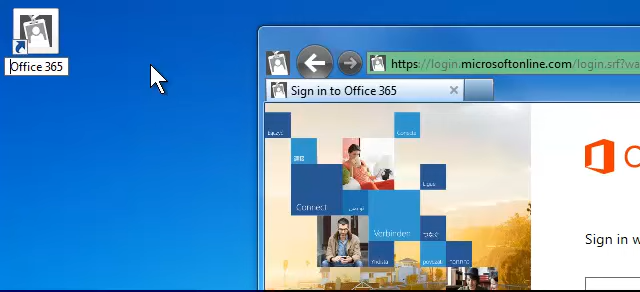 Office 365
https://login.microsoftonline.com/login.srf?wa
Sign in to Office 365
Connect
Verbinden
Sign in w